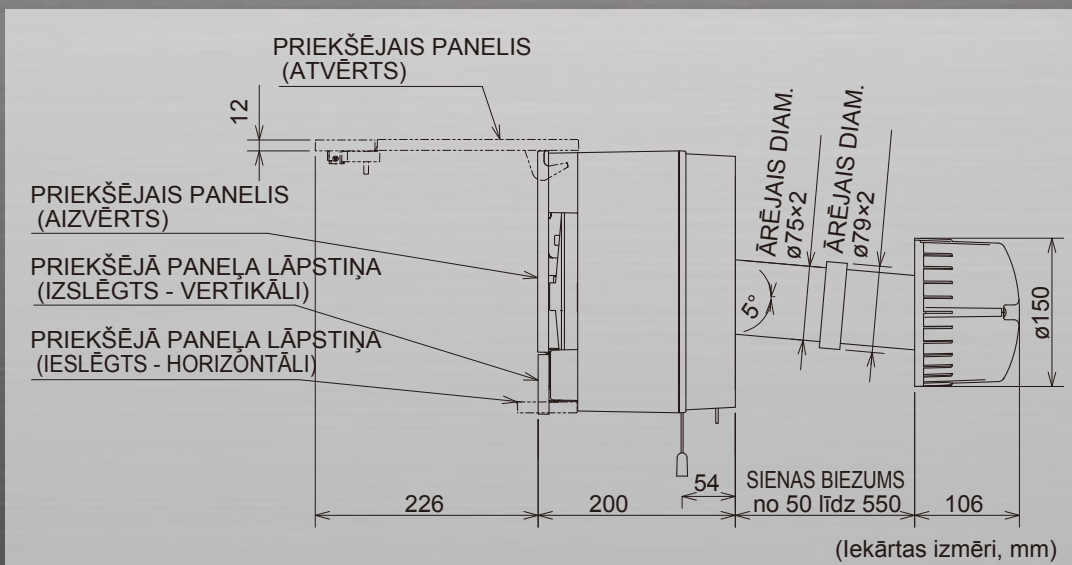 PRIEKŠĒJAIS PANELIS
(ATVĒRTS)
12
PRIEKŠĒJAIS PANELIS
(AIZVĒRTS)
PRIEKŠĒJĀ PANEĻA LĀPSTIŅA
(IZSLĒGTS - VERTIKĀLI)
PRIEKŠĒJĀ PANEĻA LĀPSTIŅA
(IESLĒGTS - HORIZONTĀLI)
ĀRĒJAIS DIAM.
ø75×2
ĀRĒJAIS DIAM.
ø79×2
5°
ø150
54
SIENAS BIEZUMS
226
200
no 50 līdz 550
106
(Iekārtas izmēri, mm)